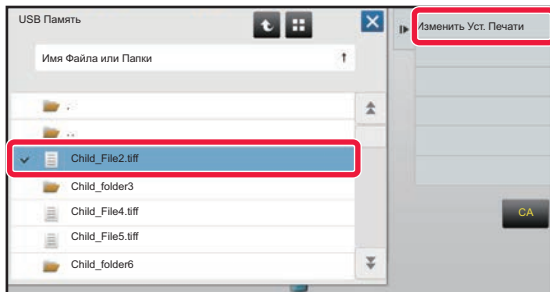 USB Память
Изменить Уст. Печати
Имя Файла или Папки
.
..
Child_File2.tiff
Child_folder3
Child_File4.tiff
Child_File5.tiff
Child_folder6
CA